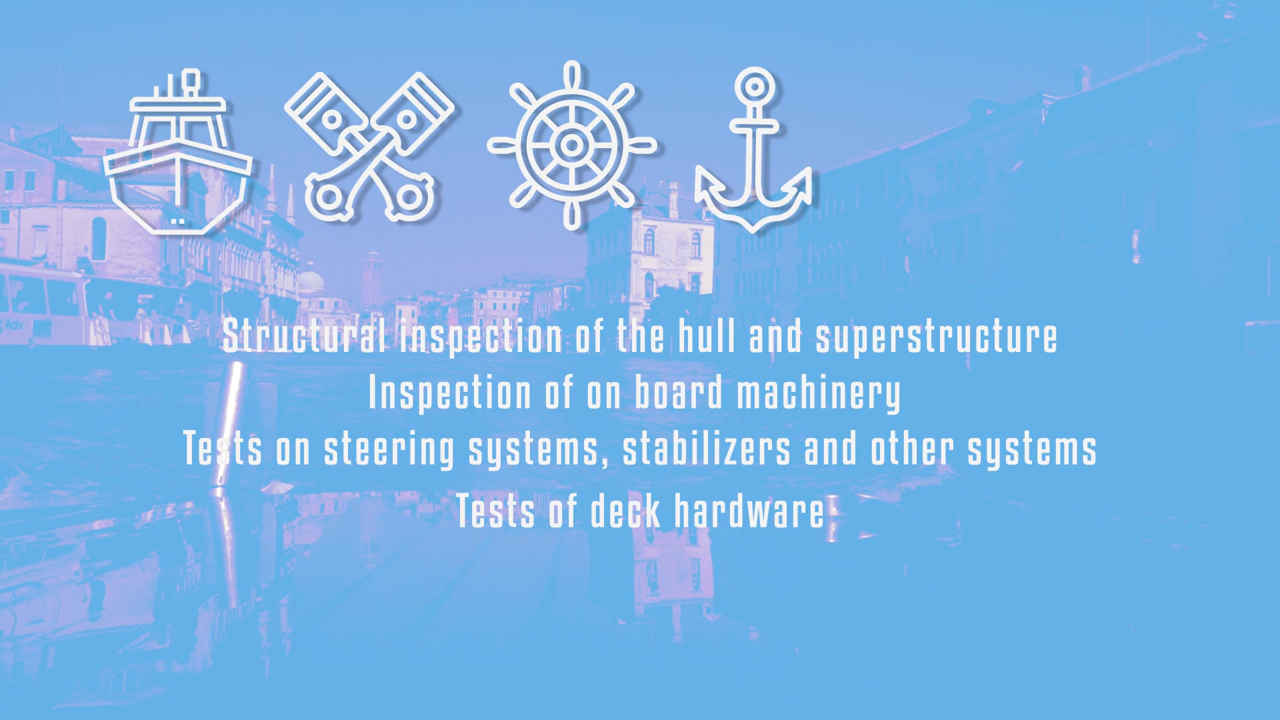 Structural inspection of the hull and superstructure
Inspection of on board machinery
Tests on steering systems, stabilizers and other systems
Tests of deck hardware
Actv